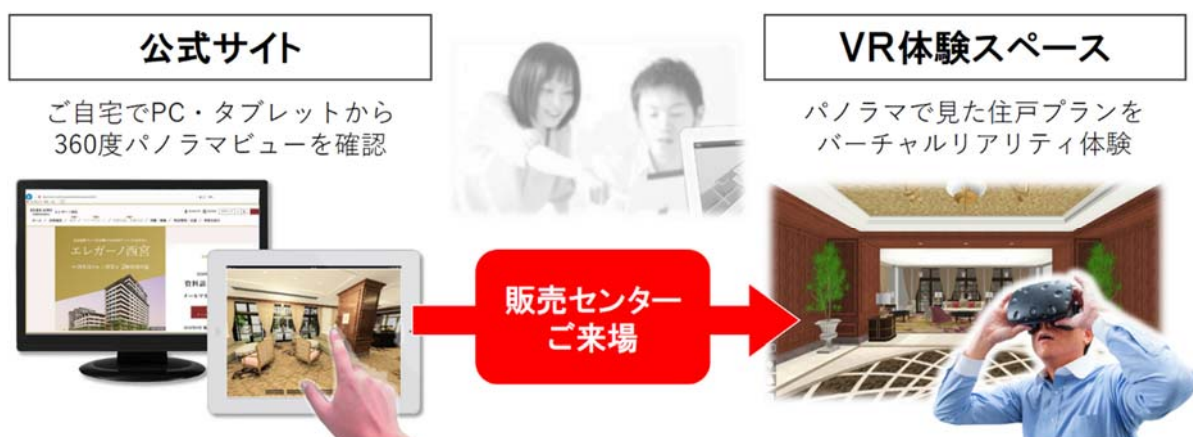 公式サイト
ご自宅でPC・タブレットから
360度パノラマビューを確認
エレガーノ西宮
販売センター
ご来場
VR体験スペース
パノラマで見た住戸プランを
バーチャルリアリティ体験